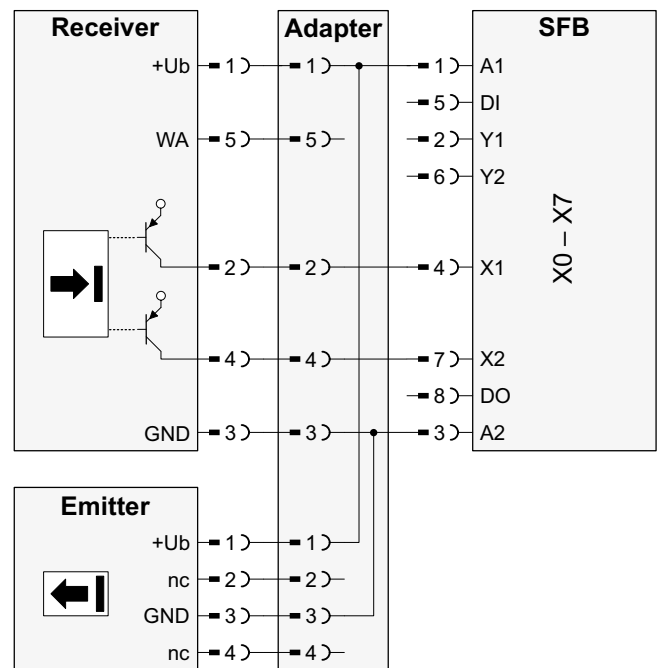 Receiver Adapter SFB
+Ub 1 1 1 A1
5 DI
WA 5 5 2 Y1
6 Y2
X0 – X7
2 2 4 X1
4 4 7 X2
8 DO
GND 3 3 3 A2
Emitter
+Ub 1 1
nc 2 2
GND 3 3
nc 4 4